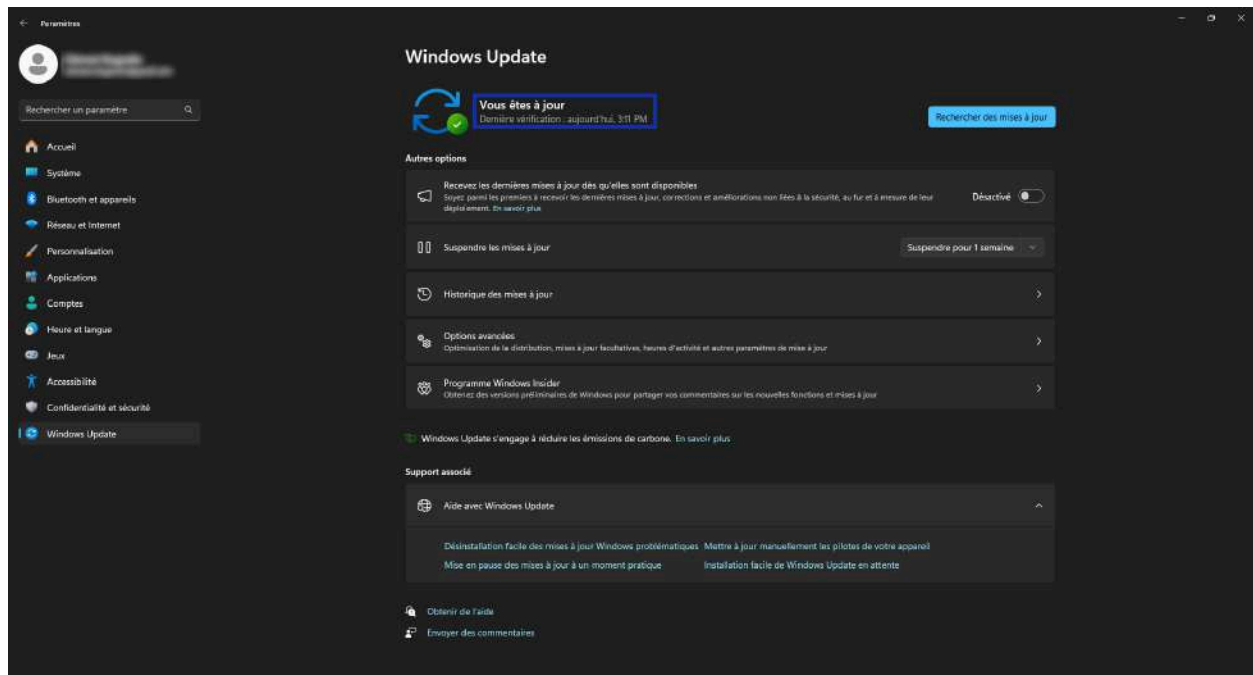 Paramètres
Rechercher un paramètre
Accueil
Système
Bluetooth et appareils
Réseau et Internet
Personnalisation
Applications
Comptes
Heure et langue
Jeux
Accessibilité
Confidentialité et sécurité
Windows Update
Windows Update
Vous êtes à jour
Dernière vérification : aujourd'hui, 3:11 PM
Rechercher des mises à jour
Autres options
Recevez les dernières mises à jour dès qu'elles sont disponibles
Soyez parmi les premiers à recevoir les dernières mises à jour, corrections et améliorations non liées à la sécurité, au fur et à mesure de leur
déploiement. En savoir plus
Désactivé
Suspendre les mises à jour
Suspendre pour 1 semaine
Historique des mises à jour
Options avancées
Optimisation de la distribution, mises à jour facultatives, heures d'activité et autres paramètres de mise à jour
Programme Windows Insider
Obtenez des versions préliminaires de Windows pour partager vos commentaires sur les nouvelles fonctions et mises à jour
Windows Update s'engage à réduire les émissions de carbone. En savoir plus
Support associé
Aide avec Windows Update
Désinstallation facile des mises à jour Windows problématiques Mettre à jour manuellement les pilotes de votre appareil
Mise en pause des mises à jour à un moment pratique Installation facile de Windows Update en attente
Obtenir de l'aide
Envoyer des commentaires